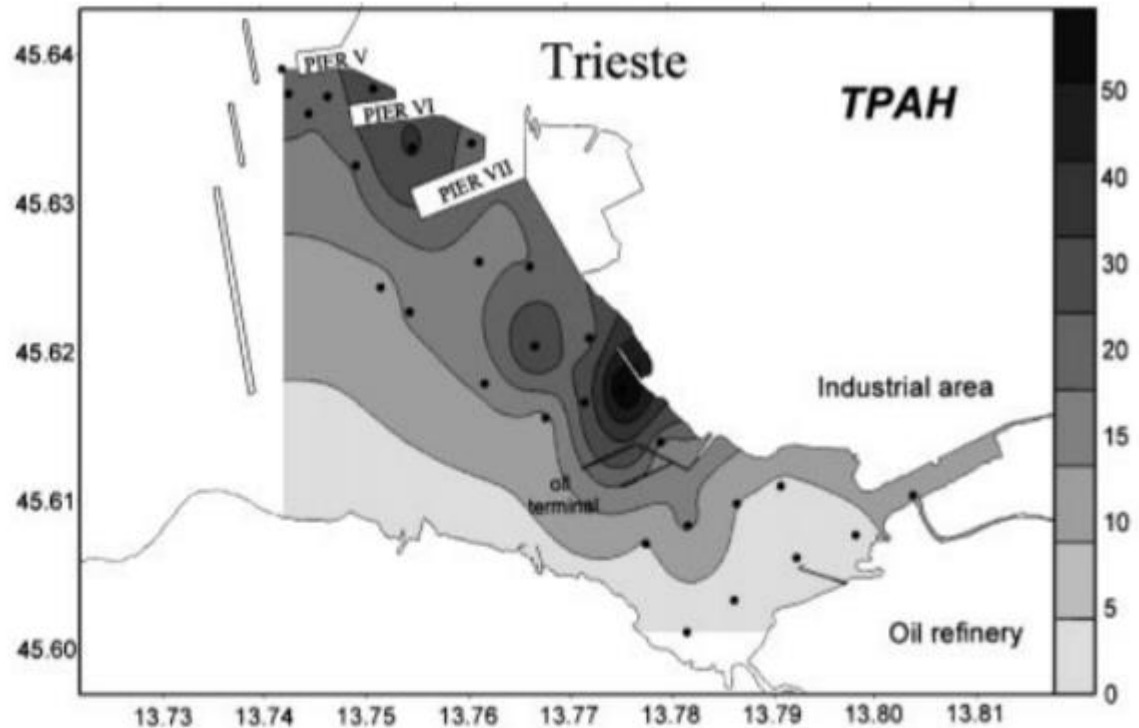 45.64
45.63
45.62
45.61
45.60
PIER V
PIER VI
PIER VII
Trieste
TPAH
Industrial area
oil
terminal
Oil refinery
50
40
30
20
15
10
5
0
13.73 13.74 13.75 13.76 13.77 13.78 13.79 13.80 13.81